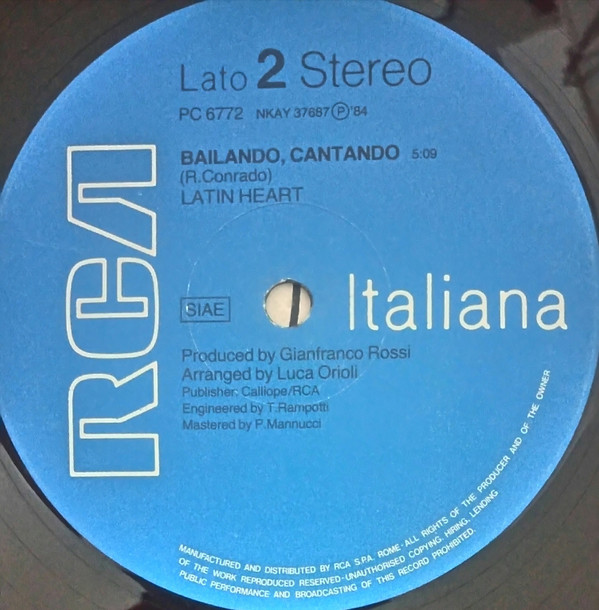 Lato 2 Stereo
PC 6772 NKAY 37687 Ⓟ'84
BAILANDO, CANTANDO 5:09
(R.Conrado)
LATIN HEART
RCA
SIAE
Italiana
Produced by Gianfranco Rossi
Arranged by Luca Orioli
Publisher: Calliope/RCA
Engineered by T.Rampotti
Mastered by P.Mannucci
MANUFACTURED AND DISTRIBUTED BY RCA S.P.A. ROME·ALL RIGHTS OF THE PRODUCER AND OF THE OWNER
OF THE WORK REPRODUCED RESERVED-UNAUTHORISED COPYING, HIRING, LENDING
PUBLIC PERFORMANCE AND BROADCASTING OF THIS RECORD PROHIBITED.